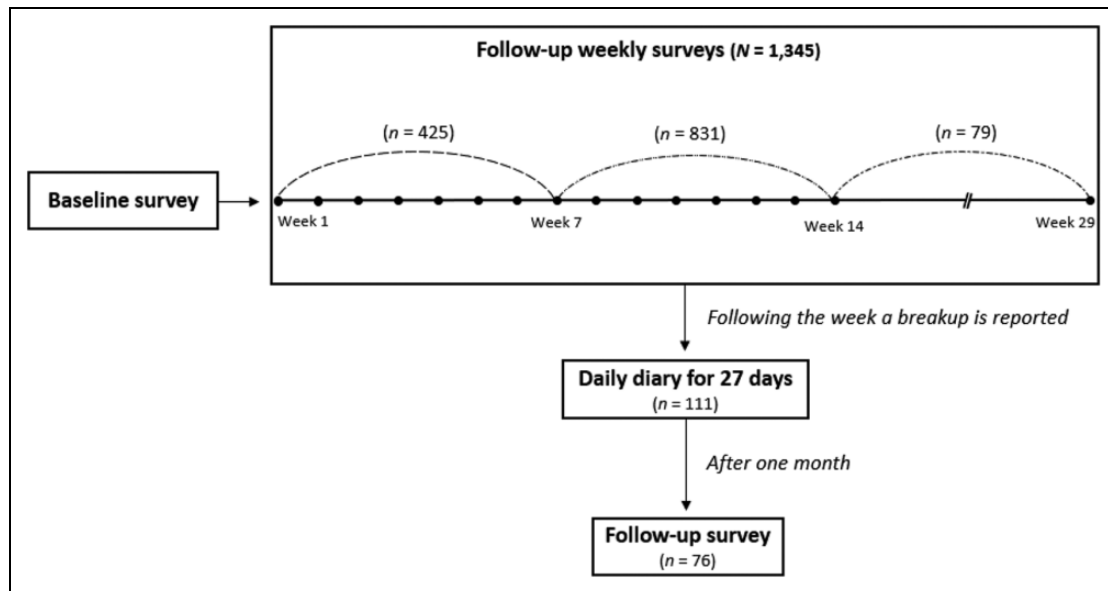 Follow-up weekly surveys (N = 1,345)
(n = 425)
(n = 831)
(n = 79)
Baseline survey
Week 1
Week 7
Week 14
Week 29
Following the week a breakup is reported
Daily diary for 27 days
(n = 111)
After one month
Follow-up survey
(n = 76)